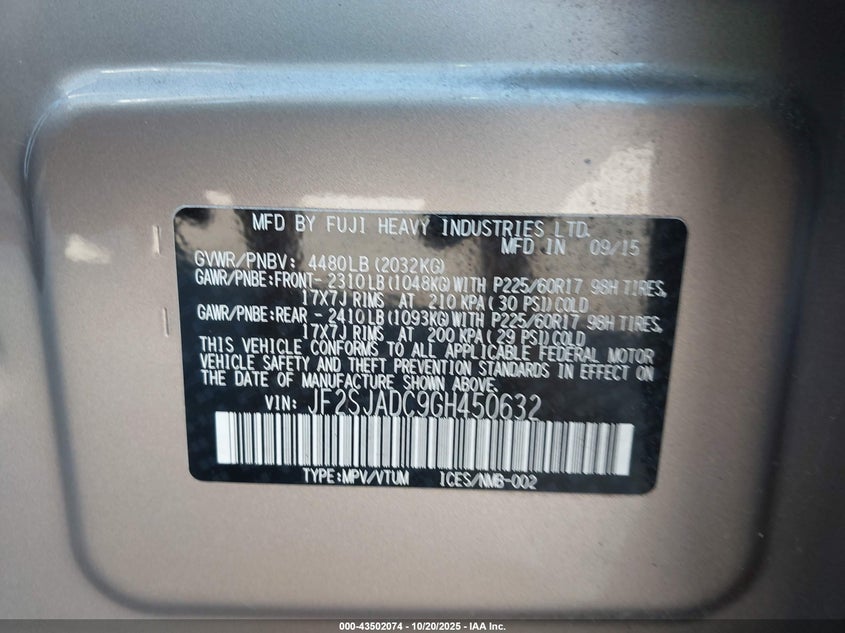 MFD BY FUJI HEAVY INDUSTRIES LTD.
MFD IN 09/15
GVWR/PNBV: 4480LB(2032KG)
GAWR/PNBE:FRONT- 2310LB(1048KG)WITH P225/60R17 98H TIRES,
17X7J RIMS AT 210 KPA(30 PSI)COLD
GAWR/PNBE:REAR - 2410LB(1093KG)WITH P225/60R17 98H TIRES,
17X7J RIMS AT 200 KPA(29 PSI)COLD
THIS VEHICLE CONFORMS TO ALL APPLICABLE FEDERAL MOTOR
VEHICLE SAFETY AND THEFT PREVENTION STANDARDS IN EFFECT ON
THE DATE OF MANUFACTURE SHOWN ABOVE.
VIN: JF2SJADC9GH450632
TYPE:MPV/VTUM ICES/NMB-002
000-43502074 - 10/20/2025 - IAA Inc.